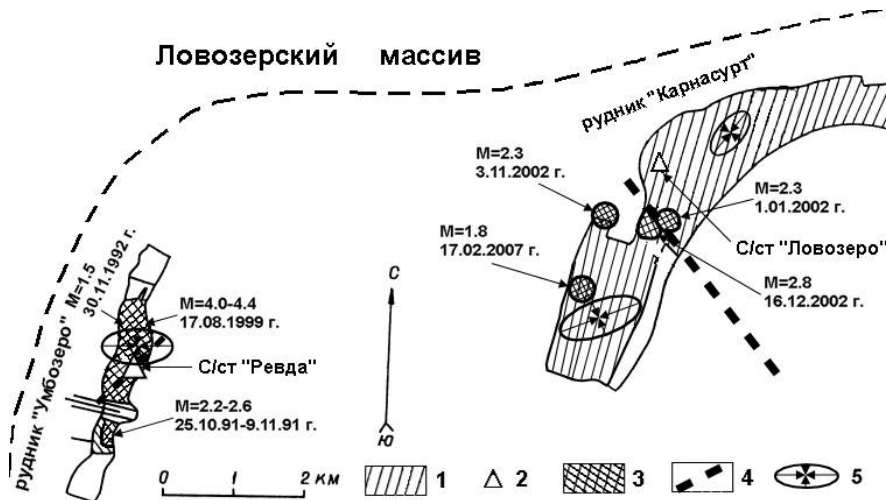 Ловозерский массив
рудник "Карнасурт"
М=2.3
3.11.2002 г.
М=2.3
1.01.2002 г.
М=1.8
17.02.2007 г.
С/ст "Ловозеро"
М=2.8
16.12.2002 г.
С
Ю
рудник "Умбозеро"
М=1.5
30.11.1992 г.
М=4.0-4.4
17.08.1999 г.
С/ст "Ревда"
М=2.2-2.6
25.10.91-9.11.91 г.
0 1 2 км
1 2 3 4 5